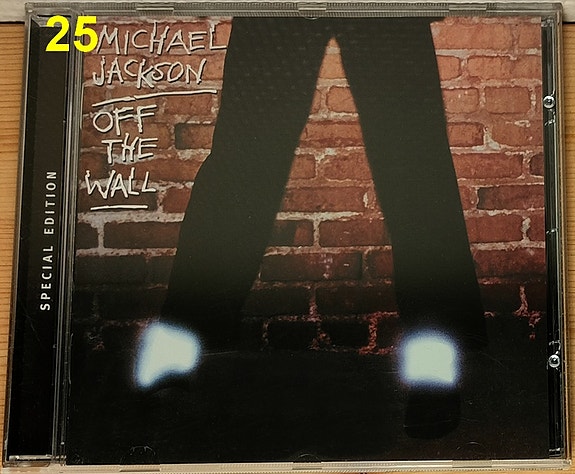 25
MICHAEL
JACKSON
OFF
THE
WALL
SPECIAL EDITION